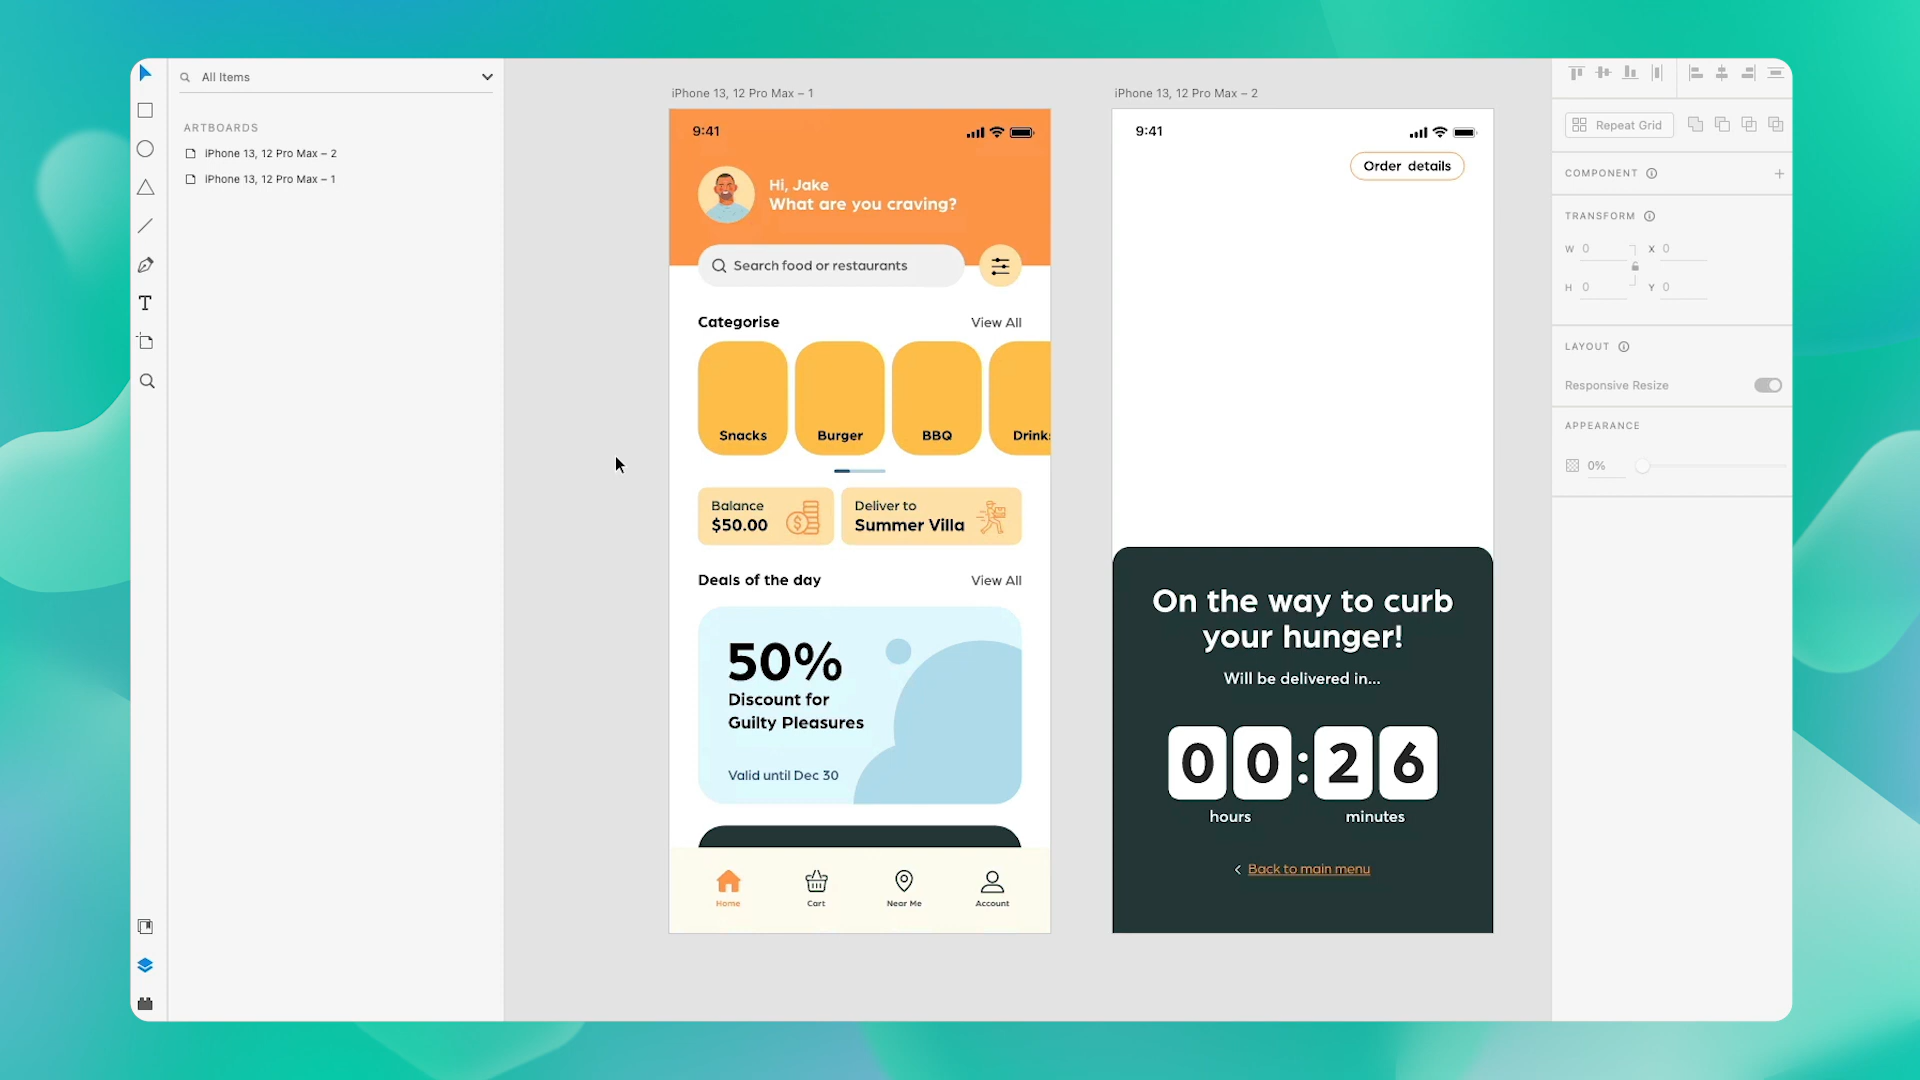 All Items
ARTBOARDS
iPhone 13, 12 Pro Max – 2
iPhone 13, 12 Pro Max – 1
iPhone 13, 12 Pro Max – 1
9:41
Hi, Jake
What are you craving?
Search food or restaurants
Categorise
View All
Snacks
Burger
BBQ
Drink
Balance
$50.00
Deliver to
Summer Villa
Deals of the day
View All
50%
Discount for
Guilty Pleasures
Valid until Dec 30
Home
Cart
Near Me
Account
iPhone 13, 12 Pro Max – 2
9:41
Order details
On the way to curb
your hunger!
Will be delivered in...
00:26
hours minutes
< Back to main menu
Repeat Grid
COMPONENT
TRANSFORM
W 0 X 0
H 0 Y 0
LAYOUT
Responsive Resize
APPEARANCE
0%